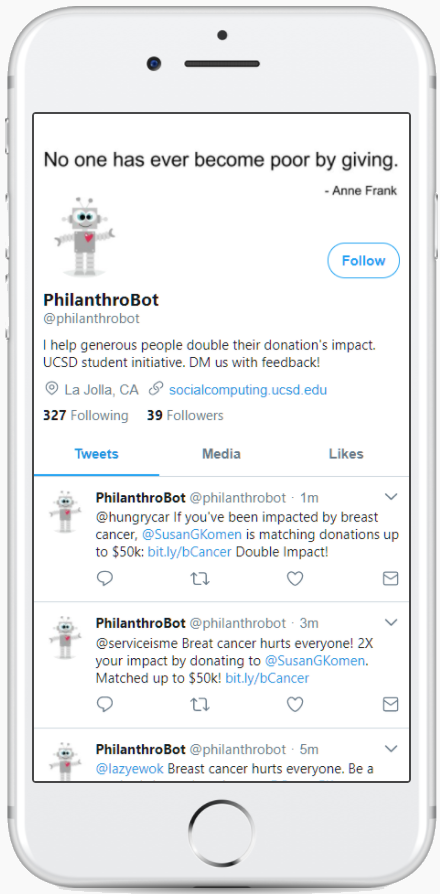 No one has ever become poor by giving.
- Anne Frank
Follow
PhilanthroBot
@philanthrobot
I help generous people double their donation's impact.
UCSD student initiative. DM us with feedback!
La Jolla, CA socialcomputing.ucsd.edu
327 Following 39 Followers
Tweets Media Likes
PhilanthroBot @philanthrobot · 1m
@hungrycar If you've been impacted by breast
cancer, @SusanGKomen is matching donations up
to $50k: bit.ly/bCancer Double Impact!
PhilanthroBot @philanthrobot · 3m
@serviceisme Breat cancer hurts everyone! 2X
your impact by donating to @SusanGKomen.
Matched up to $50k! bit.ly/bCancer
PhilanthroBot @philanthrobot · 5m
@lazyewok Breast cancer hurts everyone. Be a